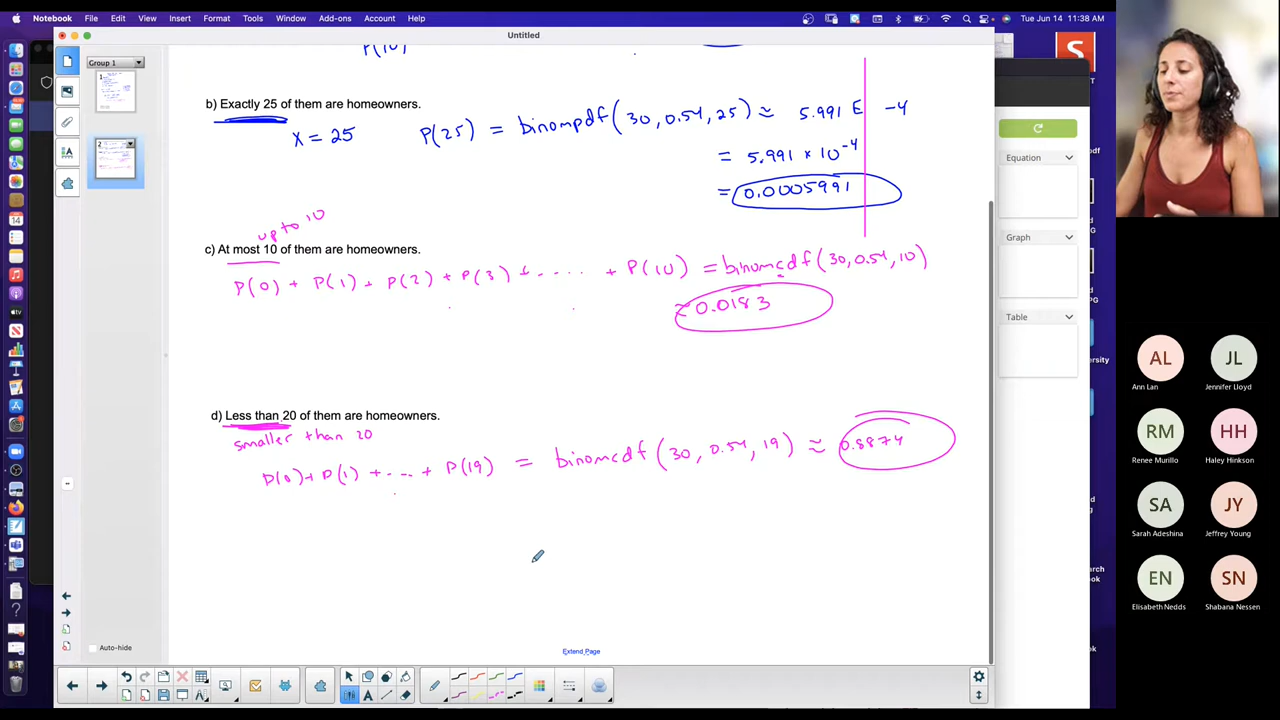 Notebook File Edit View Insert Format Tools Window Add-ons Account Help
Tue Jun 14 11:38 AM
Untitled
Group 1
P(10)
b) Exactly 25 of them are homeowners.
X = 25
P(25) = binompdf(30, 0.54, 25) ≈ 5.991 E -4
= 5.991 × 10⁻⁴
= 0.0005991
up to 10
c) At most 10 of them are homeowners.
P(0) + P(1) + P(2) + P(3) + ..... + P(10) = binomcdf(30, 0.54, 10)
≈ 0.0183
d) Less than 20 of them are homeowners.
smaller than 20
P(0) + P(1) + ... + P(19) = binomcdf(30, 0.54, 19) ≈ 0.8874
Extend Page
Auto-hide
Equation
Graph
Table
AL
Ann Lan
JL
Jennifer Lloyd
RM
Renee Murillo
HH
Haley Hinkson
SA
Sarah Adeshina
JY
Jeffrey Young
EN
Elisabeth Nedds
SN
Shabana Nessen